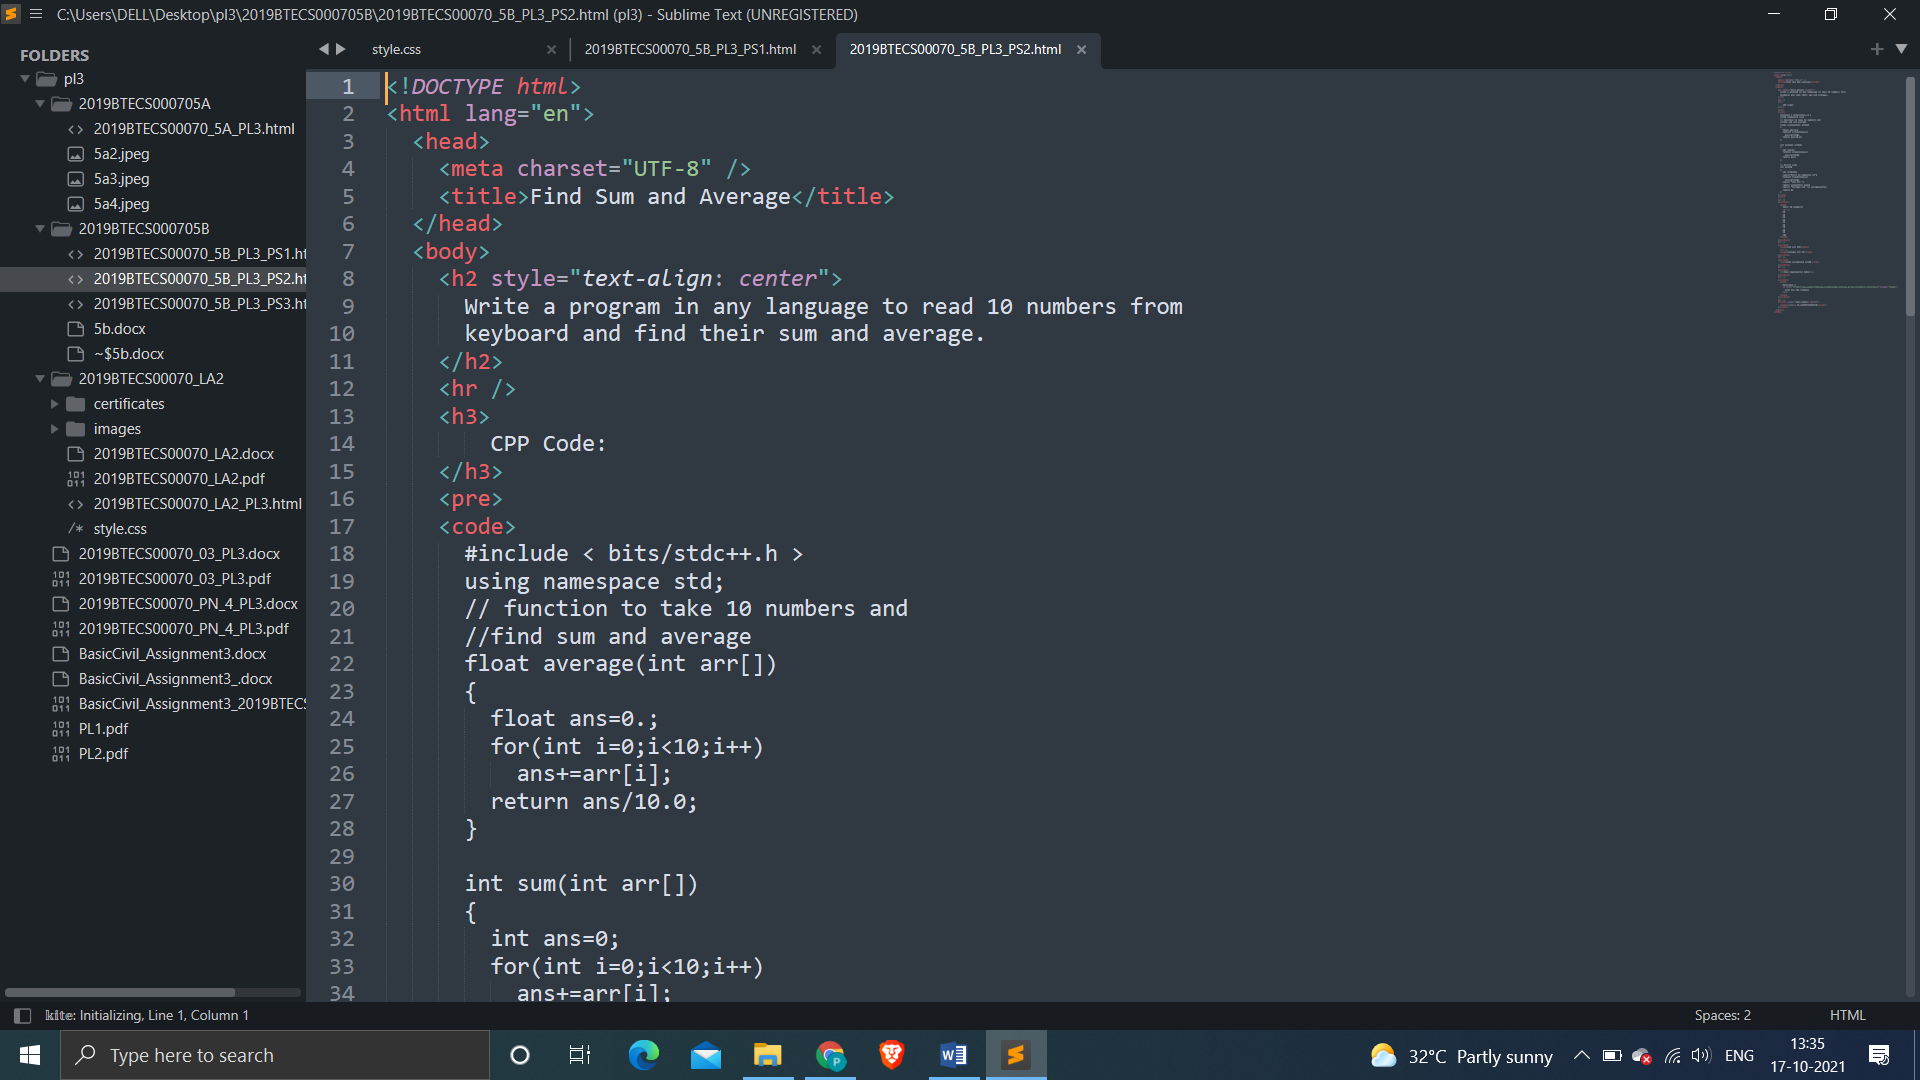 C:\Users\DELL\Desktop\pl3\2019BTECS000705B\2019BTECS00070_5B_PL3_PS2.html (pl3) - Sublime Text (UNREGISTERED)
FOLDERS
pl3
2019BTECS000705A
2019BTECS00070_5A_PL3.html
5a2.jpeg
5a3.jpeg
5a4.jpeg
2019BTECS000705B
2019BTECS00070_5B_PL3_PS1.ht
2019BTECS00070_5B_PL3_PS2.ht
2019BTECS00070_5B_PL3_PS3.ht
5b.docx
~$5b.docx
2019BTECS00070_LA2
certificates
images
2019BTECS00070_LA2.docx
2019BTECS00070_LA2.pdf
2019BTECS00070_LA2_PL3.html
style.css
2019BTECS00070_03_PL3.docx
2019BTECS00070_03_PL3.pdf
2019BTECS00070_PN_4_PL3.docx
2019BTECS00070_PN_4_PL3.pdf
BasicCivil_Assignment3.docx
BasicCivil_Assignment3_.docx
BasicCivil_Assignment3_2019BTECS
PL1.pdf
PL2.pdf
style.css 2019BTECS00070_5B_PL3_PS1.html 2019BTECS00070_5B_PL3_PS2.html
1 <!DOCTYPE html>
2 <html lang="en">
3 <head>
4 <meta charset="UTF-8" />
5 <title>Find Sum and Average</title>
6 </head>
7 <body>
8 <h2 style="text-align: center">
9 Write a program in any language to read 10 numbers from
10 keyboard and find their sum and average.
11 </h2>
12 <hr />
13 <h3>
14 CPP Code:
15 </h3>
16 <pre>
17 <code>
18 #include < bits/stdc++.h >
19 using namespace std;
20 // function to take 10 numbers and
21 //find sum and average
22 float average(int arr[])
23 {
24 float ans=0.;
25 for(int i=0;i<10;i++)
26 ans+=arr[i];
27 return ans/10.0;
28 }
29
30 int sum(int arr[])
31 {
32 int ans=0;
33 for(int i=0;i<10;i++)
34 ans+=arr[i];
kite: Initializing, Line 1, Column 1
Spaces: 2
HTML
Type here to search
32°C Partly sunny
ENG
13:35
17-10-2021